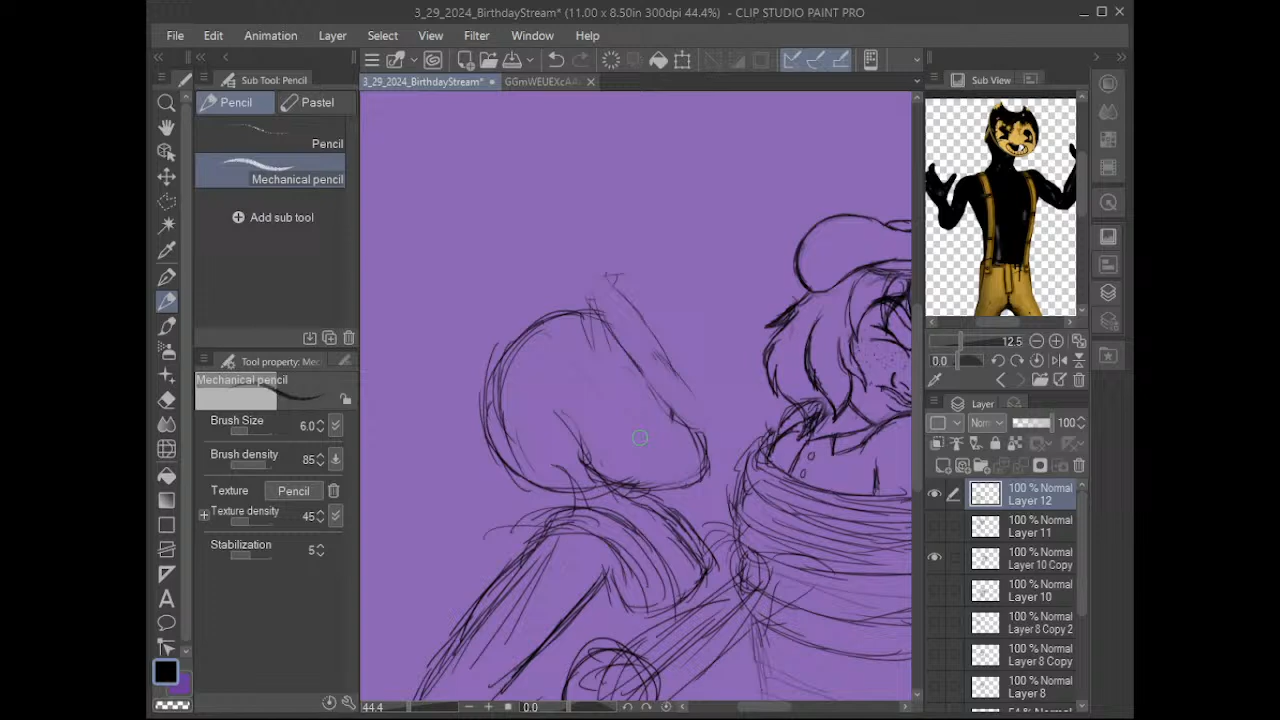 3_29_2024_BirthdayStream* (11.00 x 8.50in 300dpi 44.4%) - CLIP STUDIO PAINT PRO
File Edit Animation Layer Select View Filter Window Help
Sub Tool: Pencil
3_29_2024_BirthdayStream*
Sub View
Pencil Pastel
Pencil
Mechanical pencil
Add sub tool
12.5
0.0
Tool property: Mec
Mechanical pencil
Brush Size 6.0
Brush density 85
Texture Pencil
Texture density 45
Stabilization 5
Layer
Norm 100
100 % Normal
Layer 12
100 % Normal
Layer 11
100 % Normal
Layer 10 Copy
100 % Normal
Layer 10
100 % Normal
Layer 8 Copy 2
100 % Normal
Layer 8 Copy
100 % Normal
Layer 8
44.4 0.0